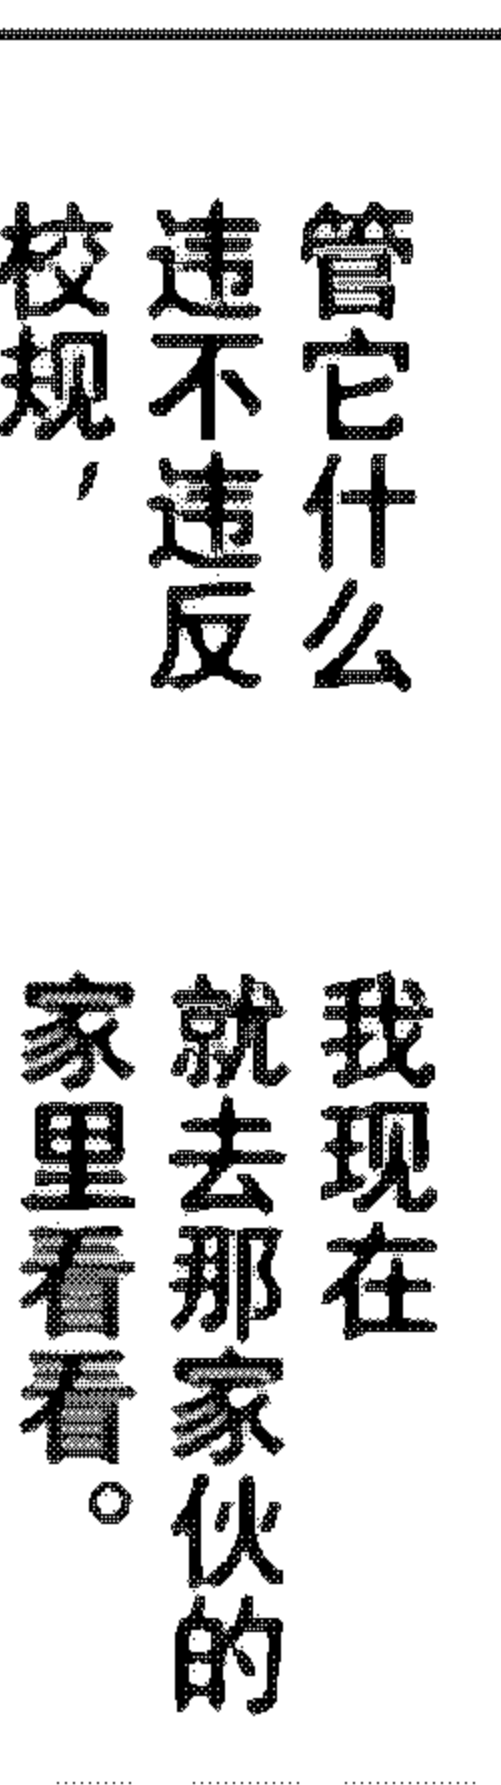 管它什么
违不违反
校规，
我现在
就去那家伙的
家里看看。